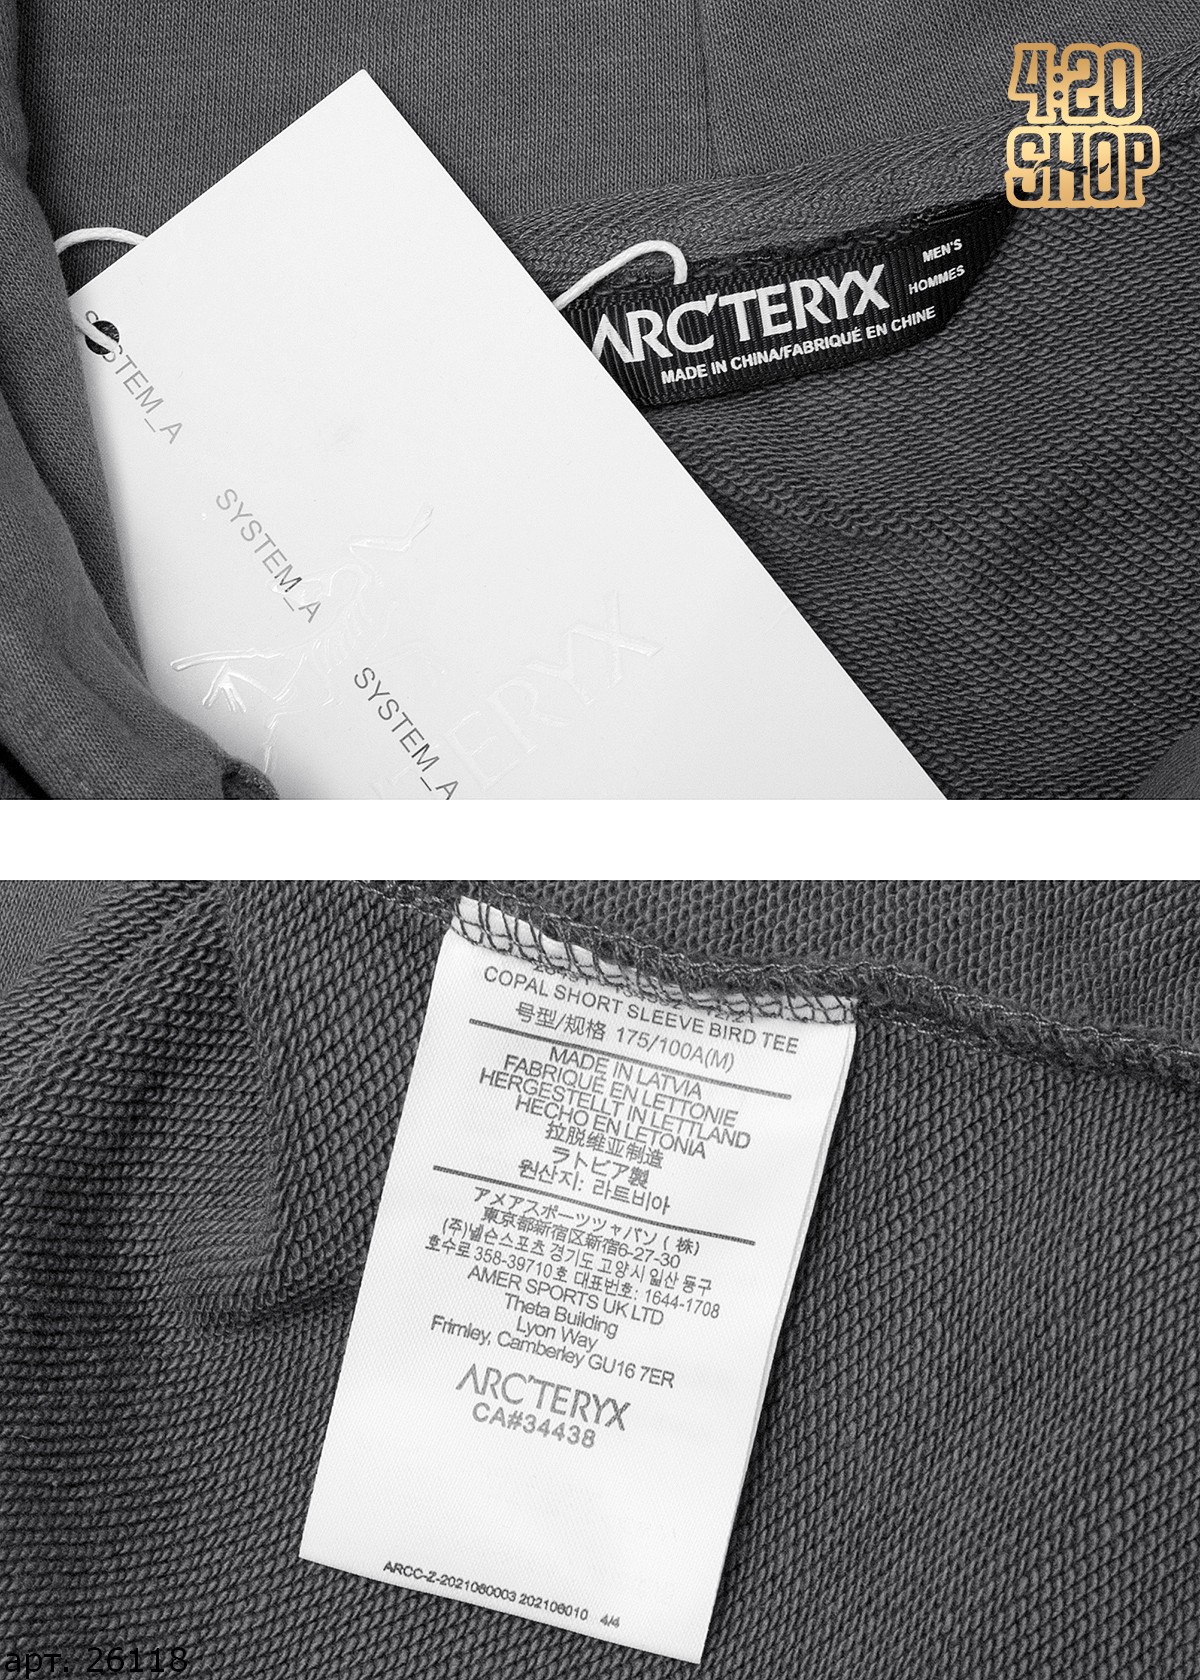 4:20
SHOP
ARC'TERYX
MEN'S
HOMMES
MADE IN CHINA/FABRIQUÉ EN CHINE
SYSTEM_A
SYSTEM_A
SYSTEM_A
TERYX
COPAL SHORT SLEEVE BIRD TEE
号型/规格 175/100A(M)
MADE IN LATVIA
FABRIQUÉ EN LETTONIE
HERGESTELLT IN LETTLAND
HECHO EN LETONIA
拉脱维亚制造
ラトビア製
원산지: 라트비아
アメアスポーツジャパン ( 株)
東京都新宿区新宿6-27-30
(주)넬슨스포츠 경기도 고양시 일산 동구
호수로 358-39710호 대표번호: 1644-1708
AMER SPORTS UK LTD
Theta Building
Lyon Way
Frimley, Camberley GU16 7ER
ARC'TERYX
CA#34438
ARCC-Z-2021060003 202106010 4/4
арт. 26118